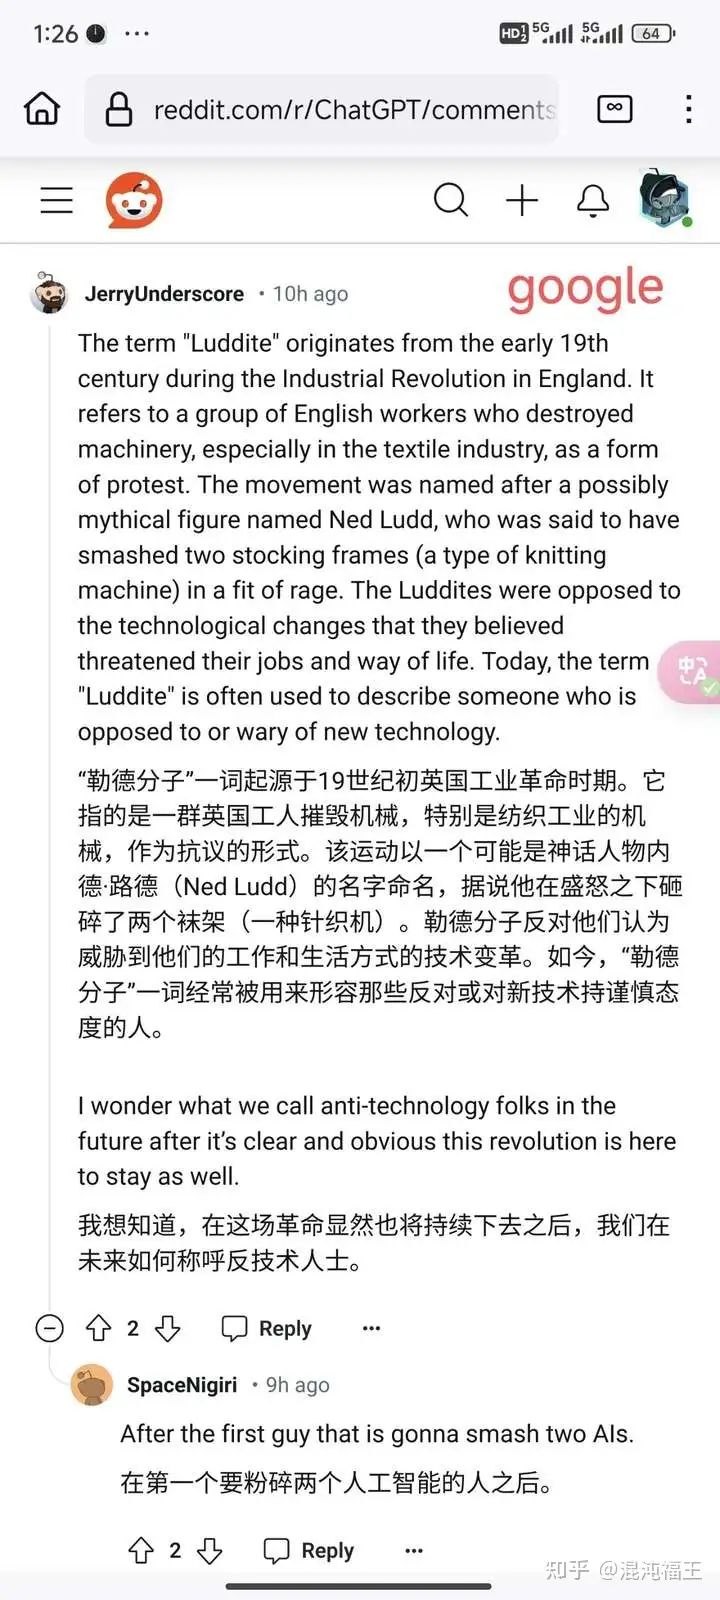 1:26 ...
HD 1 2 5G 5G 64
reddit.com/r/ChatGPT/comments
JerryUnderscore • 10h ago
google
The term "Luddite" originates from the early 19th
century during the Industrial Revolution in England. It
refers to a group of English workers who destroyed
machinery, especially in the textile industry, as a form
of protest. The movement was named after a possibly
mythical figure named Ned Ludd, who was said to have
smashed two stocking frames (a type of knitting
machine) in a fit of rage. The Luddites were opposed to
the technological changes that they believed
threatened their jobs and way of life. Today, the term
"Luddite" is often used to describe someone who is
opposed to or wary of new technology.
中A
“勒德分子”一词起源于19世纪初英国工业革命时期。它
指的是一群英国工人摧毁机械，特别是纺织工业的机
械，作为抗议的形式。该运动以一个可能是神话人物内
德·路德（Ned Ludd）的名字命名，据说他在盛怒之下砸
碎了两个袜架（一种针织机）。勒德分子反对他们认为
威胁到他们的工作和生活方式的技术变革。如今，“勒德
分子”一词经常被用来形容那些反对或对新技术持谨慎态
度的人。
I wonder what we call anti-technology folks in the
future after it’s clear and obvious this revolution is here
to stay as well.
我想知道，在这场革命显然也将持续下去之后，我们在
未来如何称呼反技术人士。
2 Reply ...
SpaceNigiri • 9h ago
After the first guy that is gonna smash two AIs.
在第一个要粉碎两个人工智能的人之后。
2 Reply ...
知乎 @混沌福王